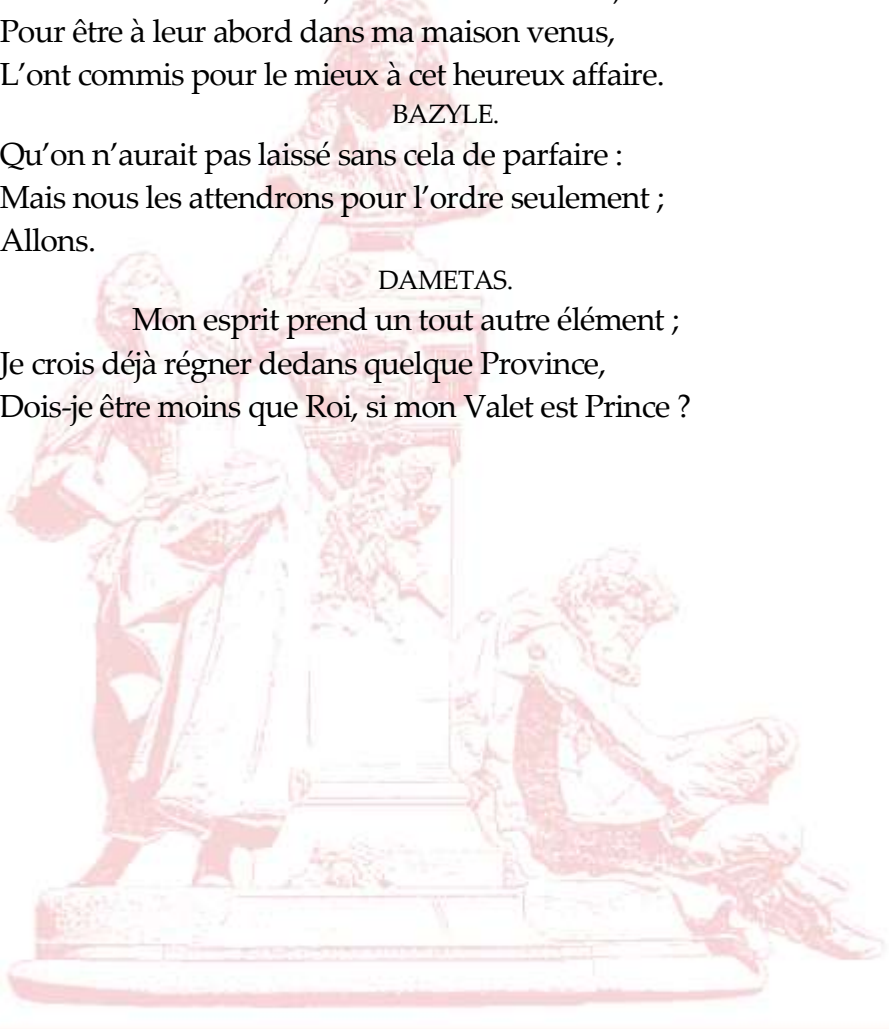 Pour être à leur abord dans ma maison venus,
L’ont commis pour le mieux à cet heureux affaire.
BAZYLE.
Qu’on n’aurait pas laissé sans cela de parfaire :
Mais nous les attendrons pour l’ordre seulement ;
Allons.
DAMETAS.
Mon esprit prend un tout autre élément ;
Je crois déjà régner dedans quelque Province,
Dois-je être moins que Roi, si mon Valet est Prince ?